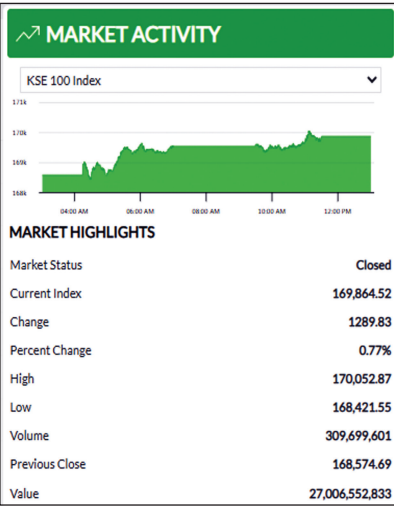 MARKET ACTIVITY
KSE 100 Index
171k
170k
169k
168k
04:00 AM 06:00 AM 08:00 AM 10:00 AM 12:00 PM
MARKET HIGHLIGHTS
Market Status Closed
Current Index 169,864.52
Change 1289.83
Percent Change 0.77%
High 170,052.87
Low 168,421.55
Volume 309,699,601
Previous Close 168,574.69
Value 27,006,552,833